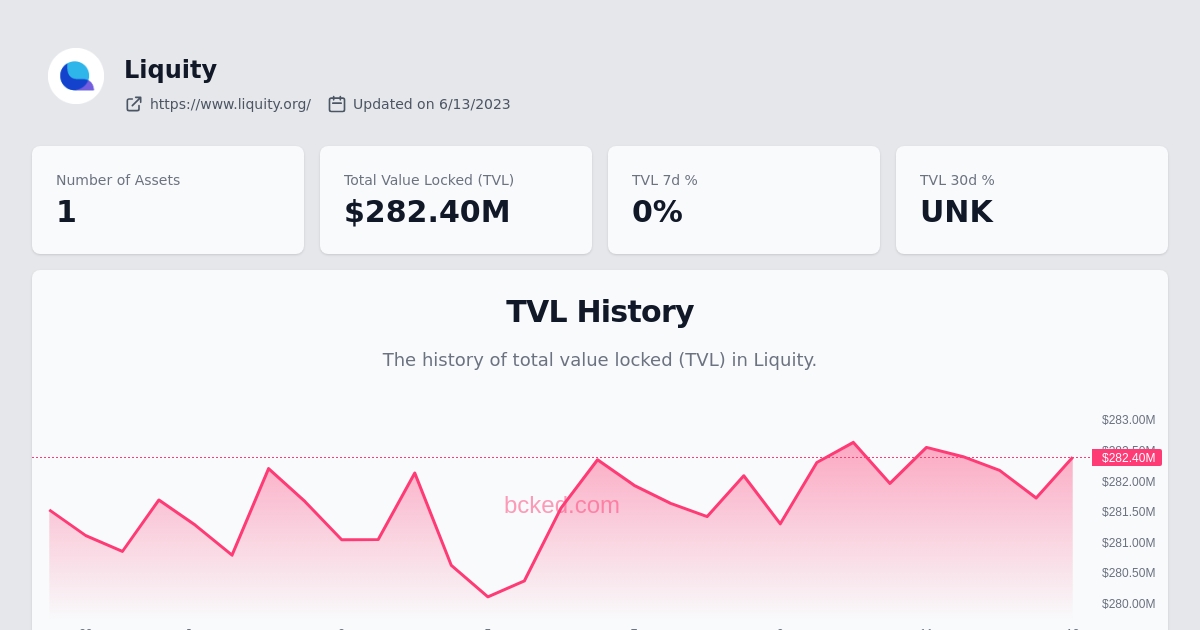 Liquity
https://www.liquity.org/ Updated on 6/13/2023
Number of Assets
1
Total Value Locked (TVL)
$282.40M
TVL 7d %
0%
TVL 30d %
UNK
TVL History
The history of total value locked (TVL) in Liquity.
bcked.com
$283.00M
$282.40M
$282.00M
$281.50M
$281.00M
$280.50M
$280.00M